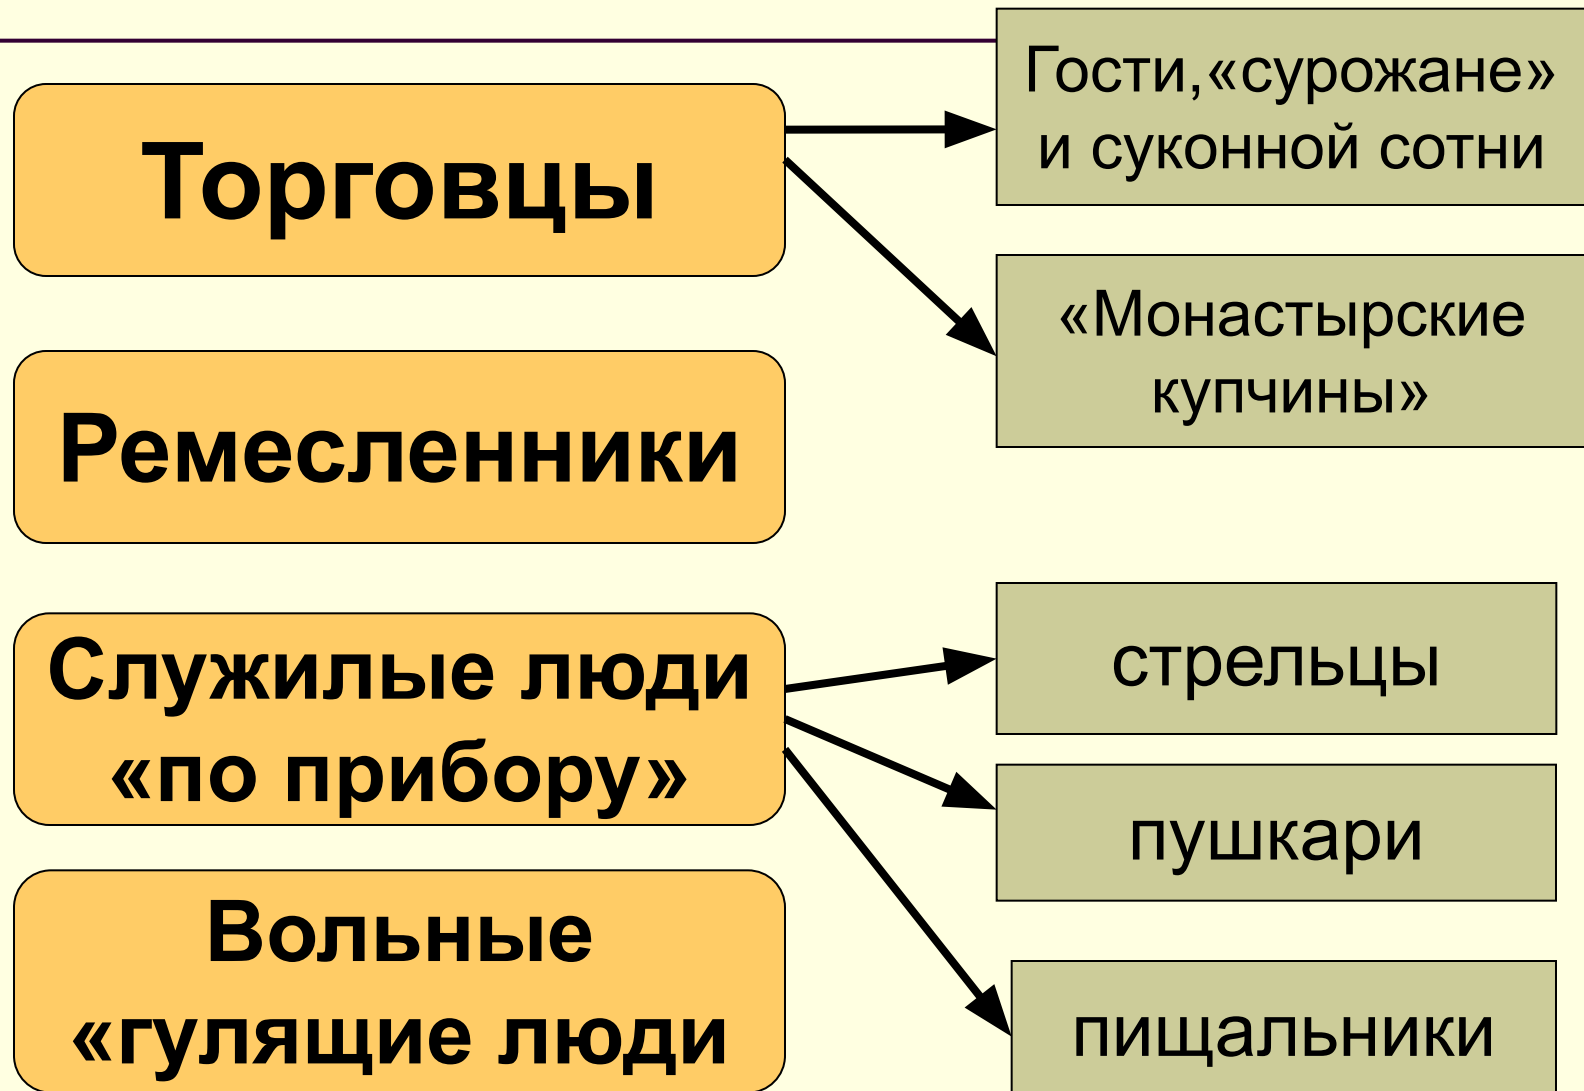 Торговцы
Гости,«сурожане»
и суконной сотни
«Монастырские
купчины»
Ремесленники
Служилые люди
«по прибору»
стрельцы
пушкари
пищальники
Вольные
«гулящие люди